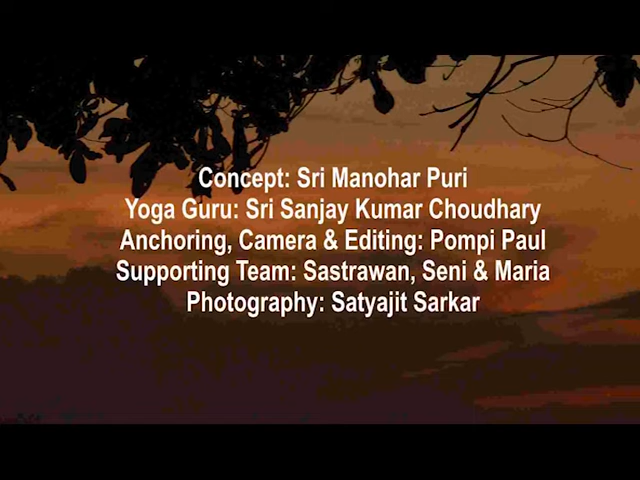 Concept: Sri Manohar Puri
Yoga Guru: Sri Sanjay Kumar Choudhary
Anchoring, Camera & Editing: Pompi Paul
Supporting Team: Sastrawan, Seni & Maria
Photography: Satyajit Sarkar